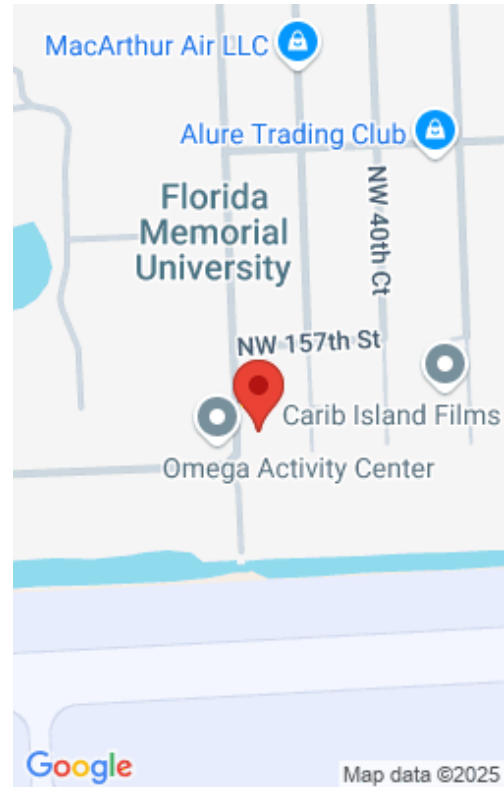 MacArthur Air LLC
Alure Trading Club
Florida
Memorial
University
NW 40th Ct
NW 157th St
Carib Island Films
Omega Activity Center
Google
Map data ©2025